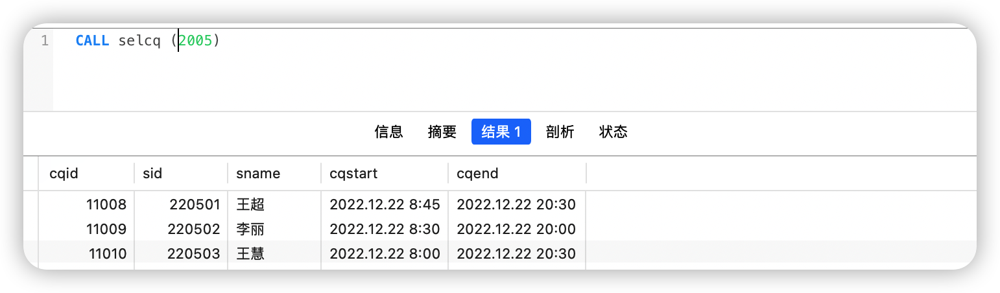 1 CALL selcq (2005)
信息 摘要 结果 1 剖析 状态
cqid sid sname cqstart cqend
11008 220501 王超 2022.12.22 8:45 2022.12.22 20:30
11009 220502 李丽 2022.12.22 8:30 2022.12.22 20:00
11010 220503 王慧 2022.12.22 8:00 2022.12.22 20:30